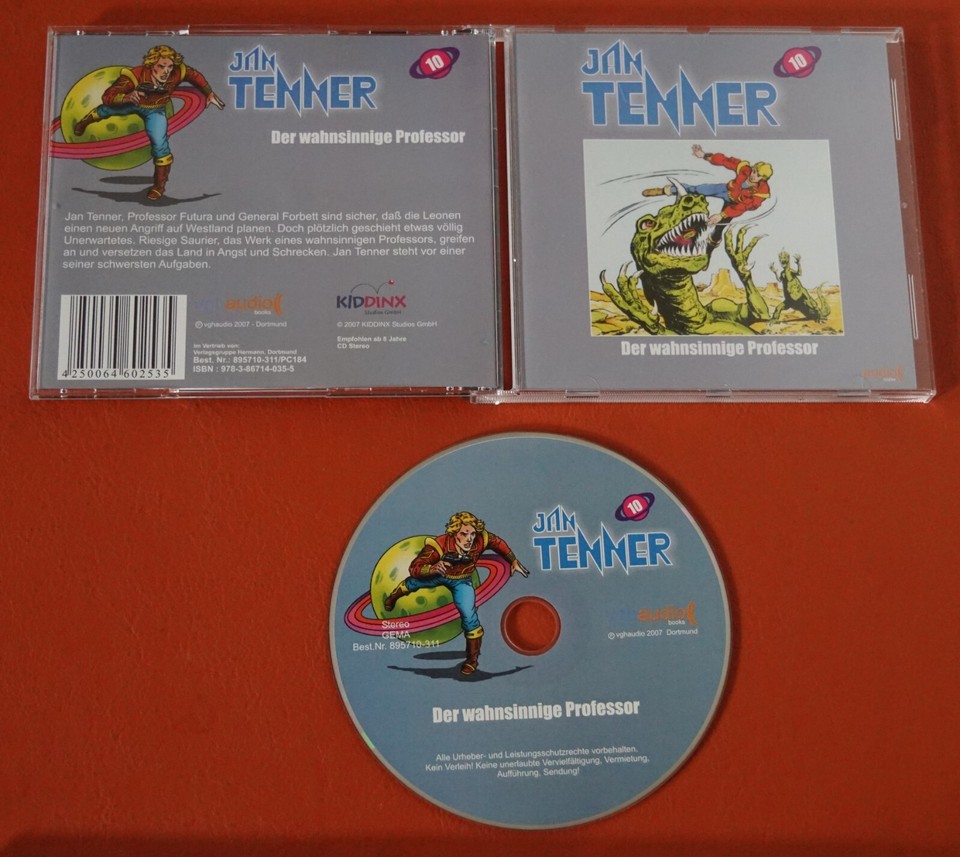 JAN
TENNER
10
Der wahnsinnige Professor
Jan Tenner, Professor Futura und General Forbett sind sicher, daß die Leonen
einen neuen Angriff auf Westland planen. Doch plötzlich geschieht etwas völlig
Unerwartetes. Riesige Saurier, das Werk eines wahnsinnigen Professors, greifen
an und versetzen das Land in Angst und Schrecken. Jan Tenner steht vor einer
seiner schwersten Aufgaben.
audio
books
© vghaudio 2007 - Dortmund
Im Vertrieb von:
Verlagsgruppe Hermann, Dortmund
Best. Nr.: 895710-311/PC184
ISBN : 978-3-86714-035-5
4 250064 602535
KIDDINX
Studios GmbH
© 2007 KIDDINX Studios GmbH
Empfohlen ab 8 Jahre
CD Stereo
JAN
TENNER
10
Der wahnsinnige Professor
audio
JAN
TENNER
10
Stereo
GEMA
Best.Nr. 895710-311
audio
books
© vghaudio 2007 Dortmund
Der wahnsinnige Professor
Alle Urheber- und Leistungsschutzrechte vorbehalten.
Kein Verleih! Keine unerlaubte Vervielfältigung, Vermietung,
Aufführung, Sendung!